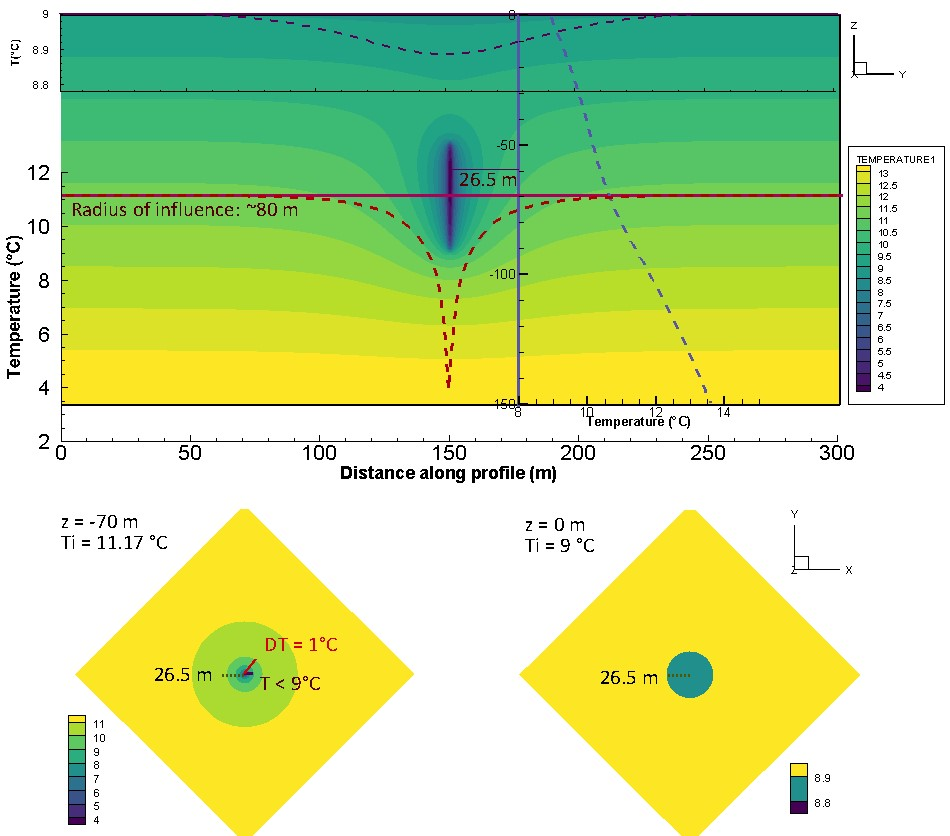 9
8.9
8.8
T(°C)
0
-50
-100
-150
Z
X
Y
TEMPERATURE1
13
12.5
12
11.5
11
10.5
10
9.5
9
8.5
8
7.5
7
6.5
6
5.5
5
4.5
4
12
10
8
6
4
2
Temperature (°C)
26.5 m
Radius of influence: ~80 m
8
10
12
14
Temperature (°C)
0
50
100
150
200
250
300
Distance along profile (m)
z = -70 m
Ti = 11.17 °C
DT = 1°C
26.5 m
T < 9°C
11
10
9
8
7
6
5
4
z = 0 m
Ti = 9 °C
26.5 m
Y
Z
X
8.9
8.8